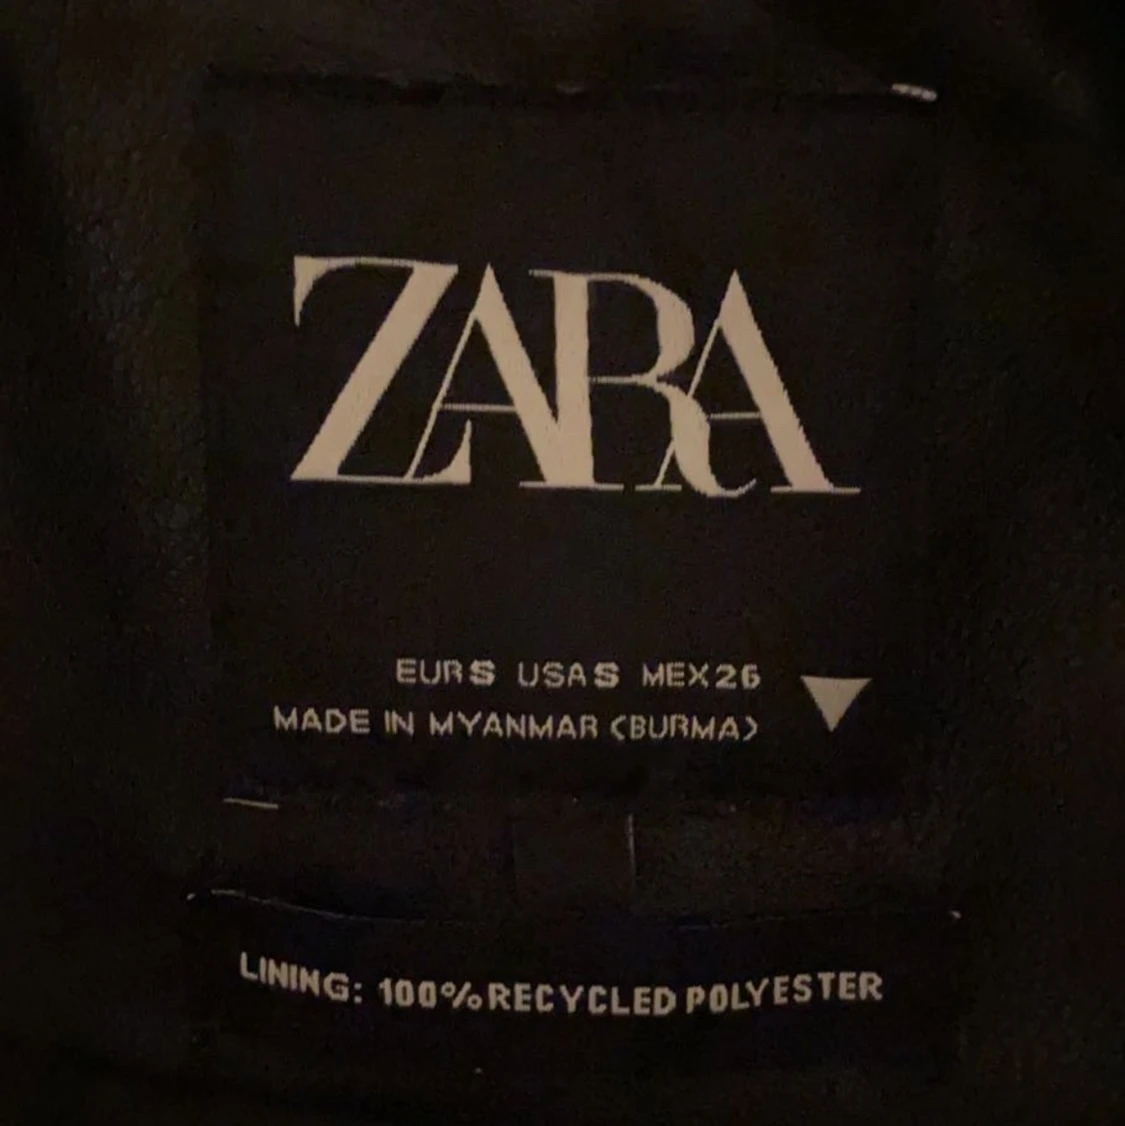 ZARA
EUR S USA S MEX 26
MADE IN MYANMAR (BURMA)
LINING: 100% RECYCLED POLYESTER